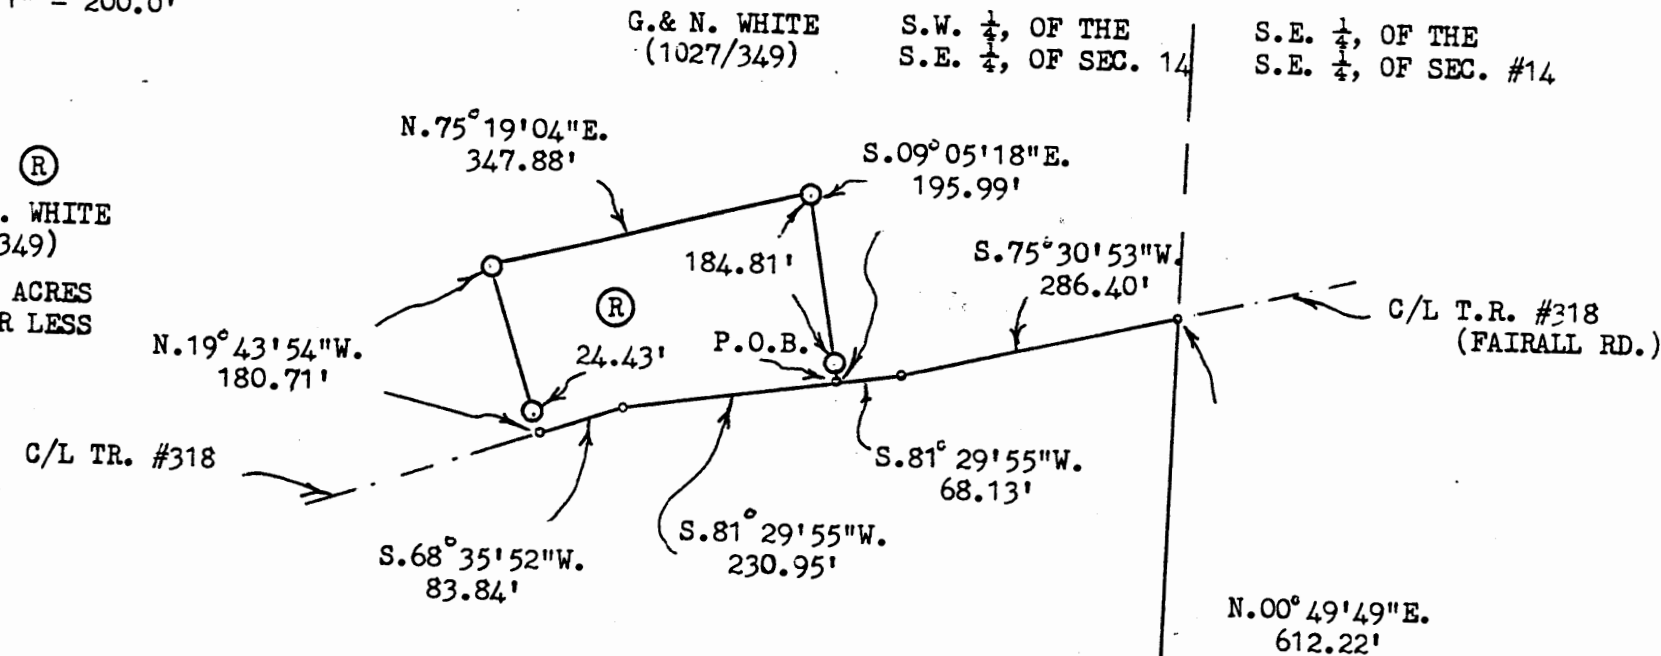 1" = 200.0'
G.& N. WHITE
(1027/349)
S.W. ¼, OF THE
S.E. ¼, OF SEC. 14
S.E. ¼, OF THE
S.E. ¼, OF SEC. #14
N.75°19'04"E.
347.88'
S.09°05'18"E.
195.99'
R
. WHITE
349)
ACRES
R LESS
184.81'
S.75°30'53"W.
286.40'
C/L T.R. #318
(FAIRALL RD.)
R
N.19°43'54"W.
180.71'
24.43'
P.O.B.
C/L TR. #318
S.81°29'55"W.
68.13'
S.68°35'52"W.
83.84'
S.81°29'55"W.
230.95'
N.00°49'49"E.
612.22'